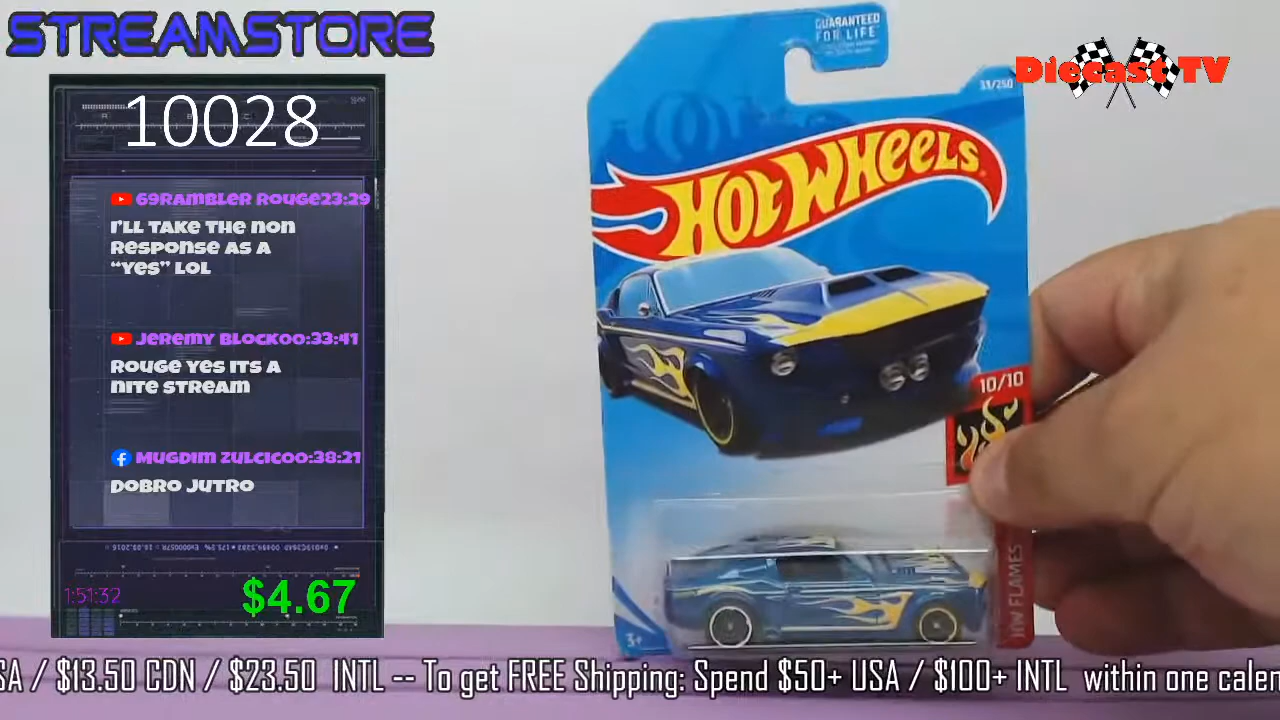 STREAMSTORE
10028
69RAMBLER ROUGE23:29
I'LL TAKE THE NON
RESPONSE AS A
“YES” LOL
JEREMY BLOCK00:33:41
ROUGE YES ITS A
NITE STREAM
MUGDIM ZULCIC00:38:21
DOBRO JUTRO
1:51:32
$4.67
GUARANTEED
FOR LIFE
Diecast TV
33/250
HOT WHEELS
10/10
HW FLAMES
3+
SA / $13.50 CDN / $23.50 INTL -- To get FREE Shipping: Spend $50+ USA / $100+ INTL within one calen